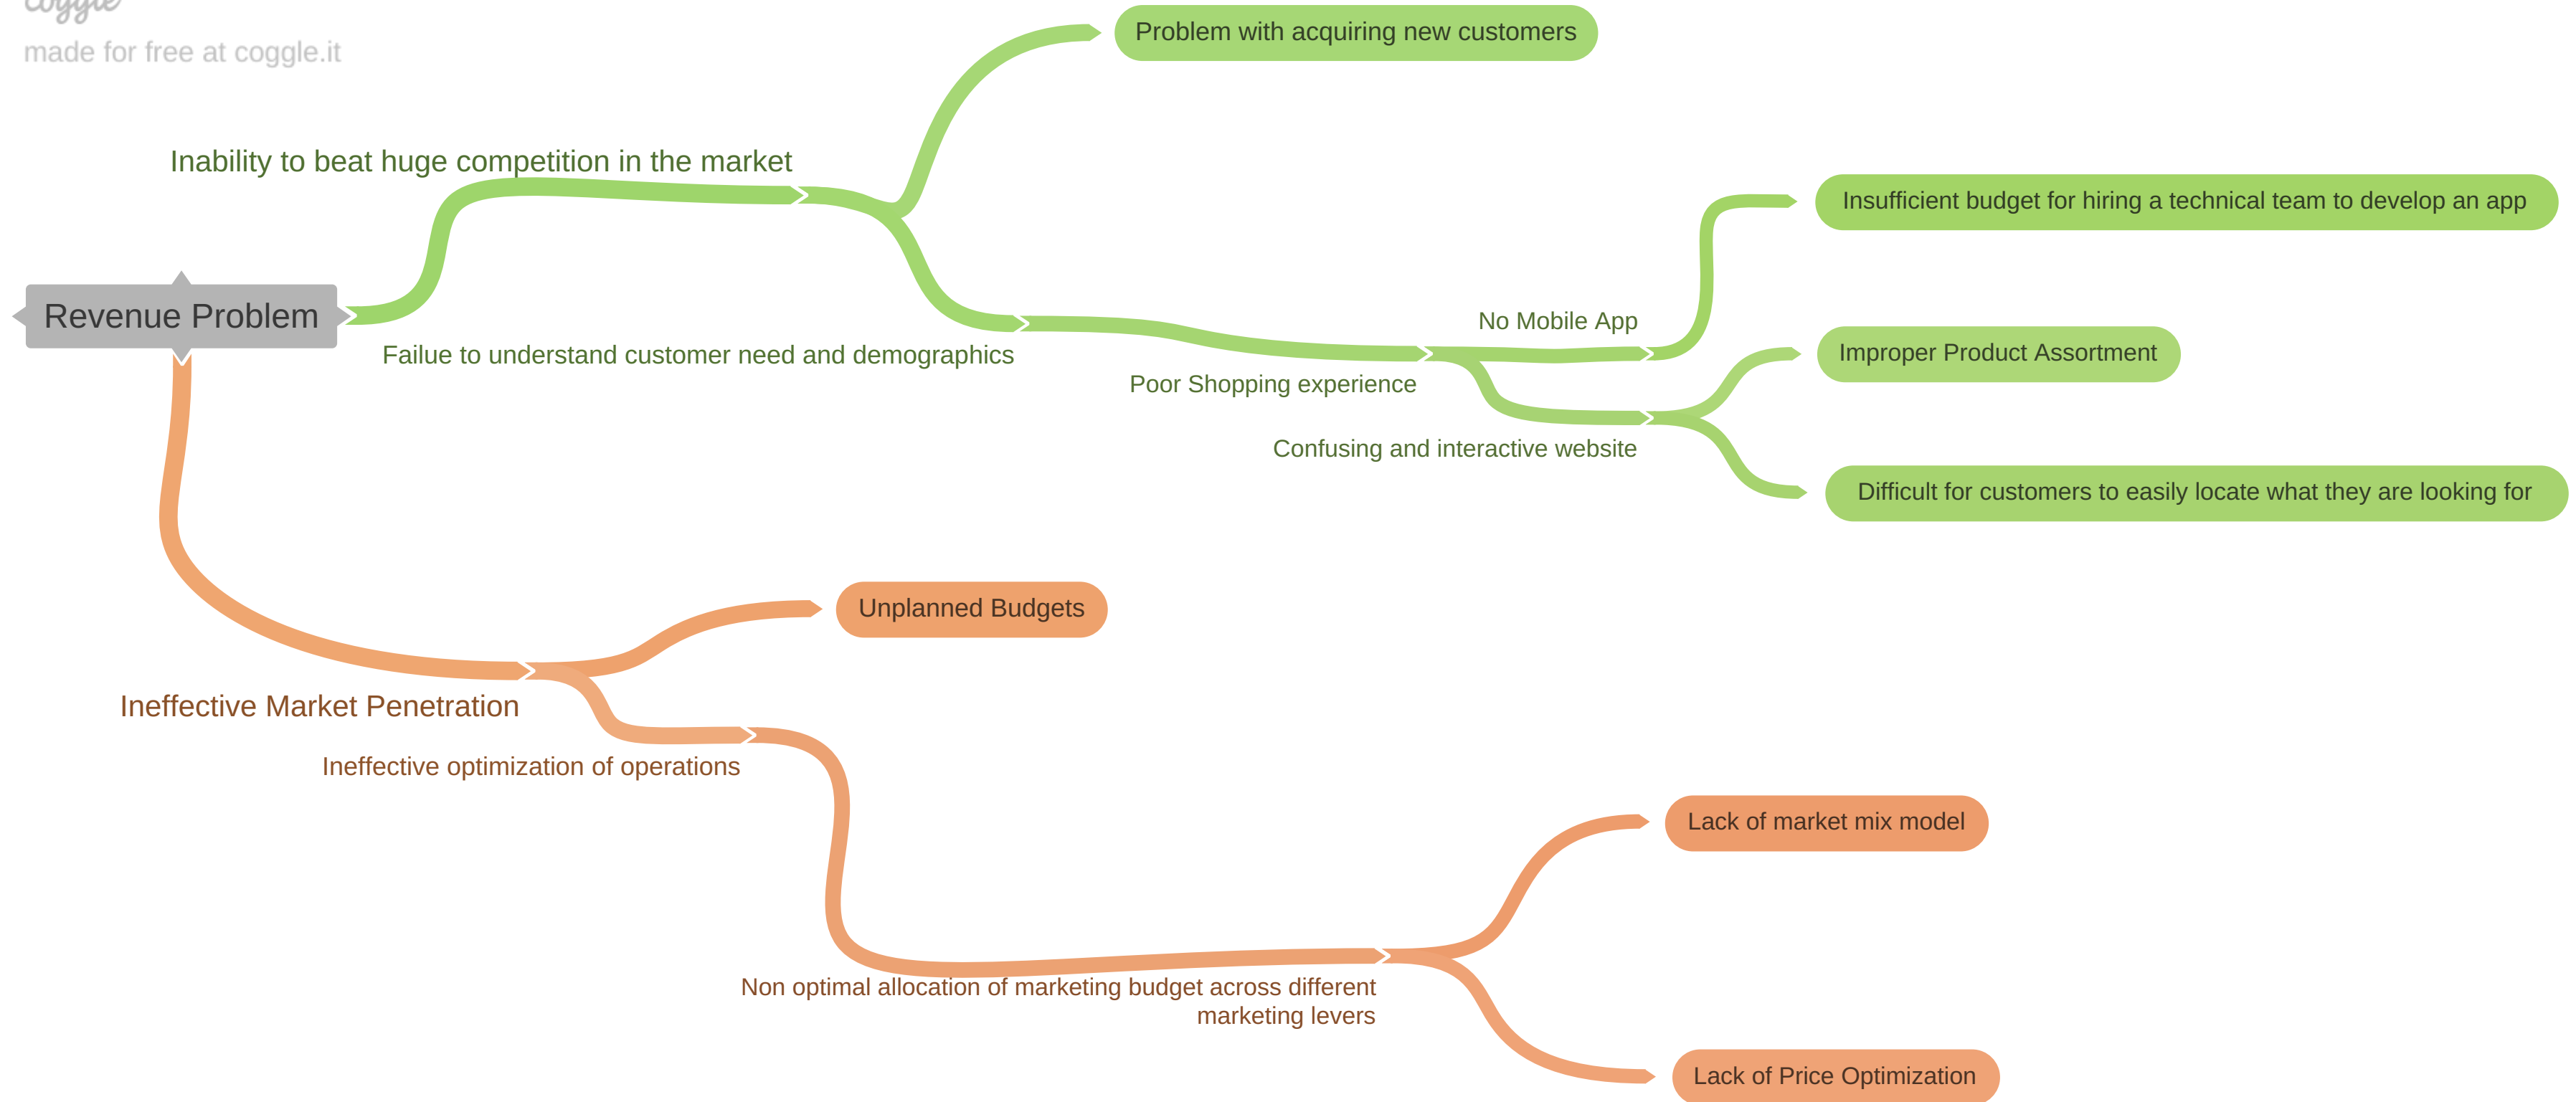 coggle
made for free at coggle.it
Problem with acquiring new customers
Inability to beat huge competition in the market
Insufficient budget for hiring a technical team to develop an app
Revenue Problem
No Mobile App
Failue to understand customer need and demographics
Improper Product Assortment
Poor Shopping experience
Confusing and interactive website
Difficult for customers to easily locate what they are looking for
Unplanned Budgets
Ineffective Market Penetration
Ineffective optimization of operations
Lack of market mix model
Non optimal allocation of marketing budget across different
marketing levers
Lack of Price Optimization